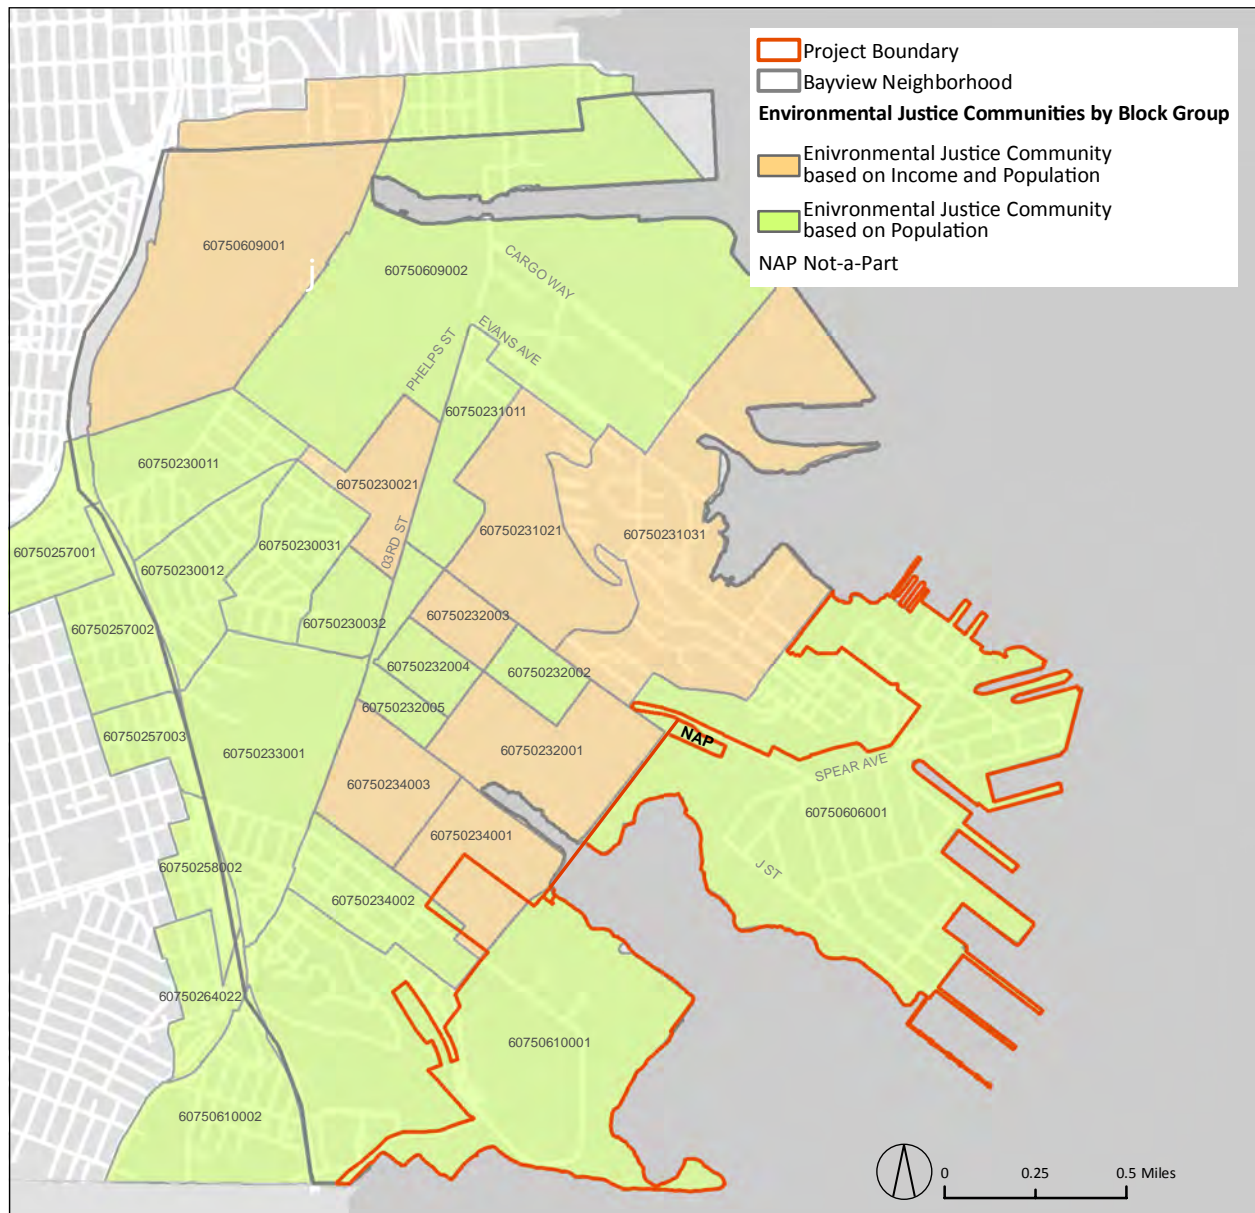 Project Boundary
Bayview Neighborhood
Environmental Justice Communities by Block Group
Enivronmental Justice Community
based on Income and Population
Enivronmental Justice Community
based on Population
NAP Not-a-Part
60750609001
j
60750609002
CARGO WAY
EVANS AVE
PHELPS ST
60750231011
60750230011
60750230021
60750231021
60750231031
03RD ST
60750257001
60750230031
60750230012
60750232003
60750230032
60750257002
60750232004
60750232002
60750232005
60750257003
60750233001
60750232001
NAP
SPEAR AVE
60750234003
60750606001
60750234001
60750258002
J ST
60750234002
60750264022
60750610001
60750610002
0 0.25 0.5 Miles